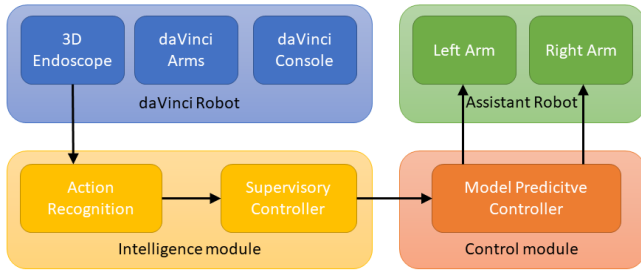 3D
Endoscope
daVinci
Arms
daVinci
Console
daVinci Robot
Left Arm
Right Arm
Assistant Robot
Action
Recognition
Supervisory
Controller
Intelligence module
Model Predicitve
Controller
Control module